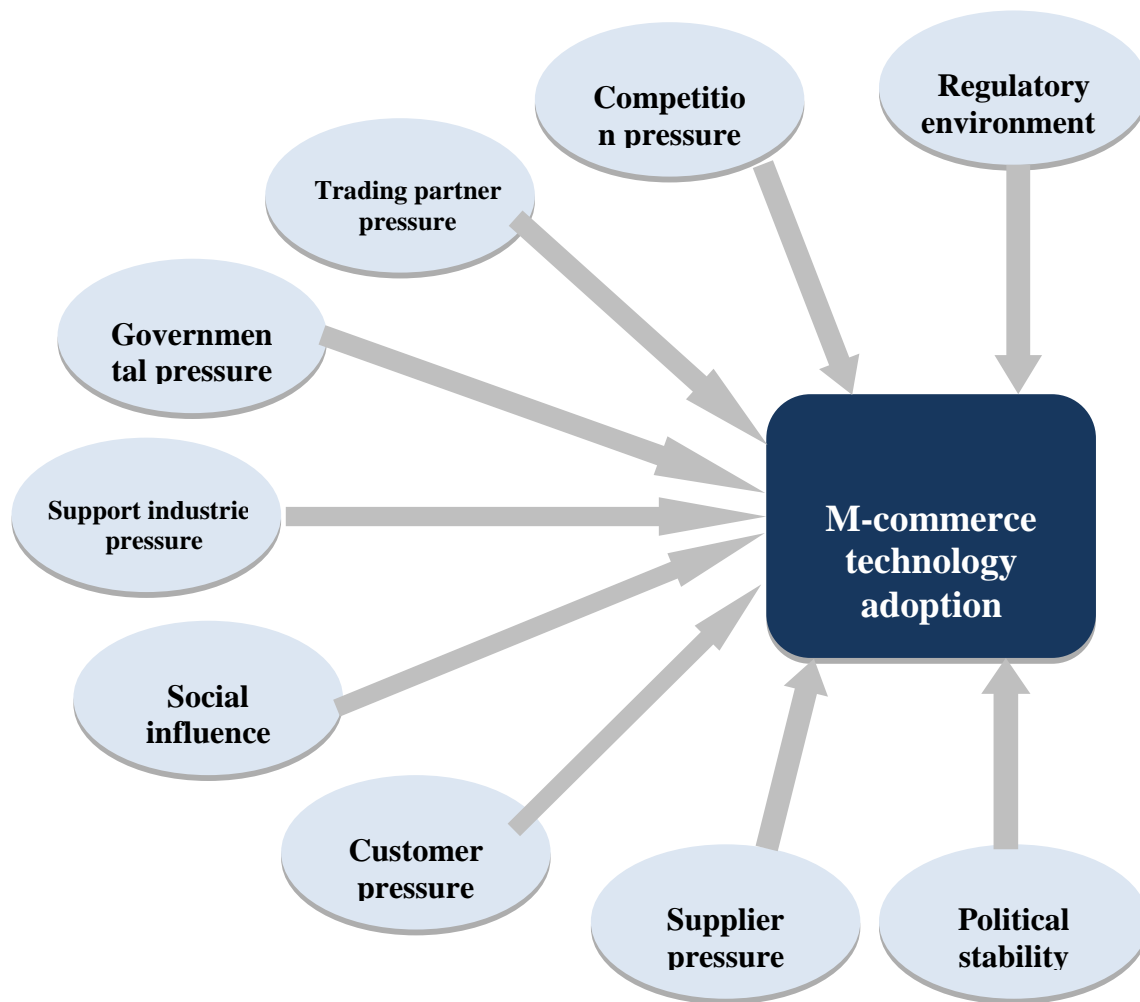 Competitio
n pressure
Regulatory
environment
Trading partner
pressure
Governmen
tal pressure
Support industrie
pressure
M-commerce
technology
adoption
Social
influence
Customer
pressure
Supplier
pressure
Political
stability